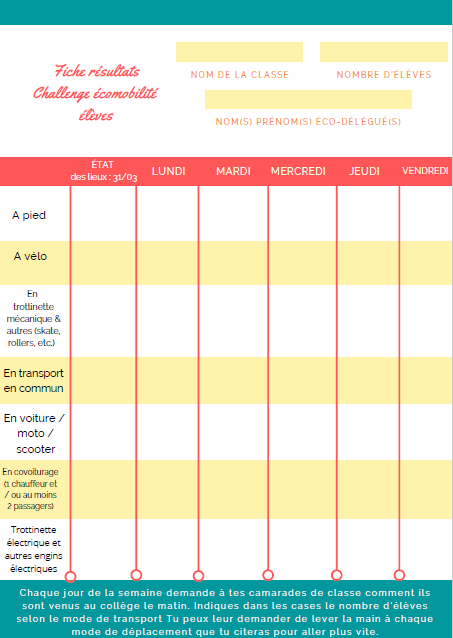 Fiche résultats
Challenge écomobilité
élèves
NOM DE LA CLASSE
NOMBRE D'ÉLÈVES
NOM(S) PRÉNOM(S) ÉCO-DÉLÉGUÉ(S)
ÉTAT
des lieux : 31/03
LUNDI
MARDI
MERCREDI
JEUDI
VENDREDI
A pied
A vélo
En
trottinette
mécanique &
autres (skate,
rollers, etc.)
En transport
en commun
En voiture /
moto /
scooter
En covoiturage
(1 chauffeur et
/ ou au moins
2 passagers)
Trottinette
électrique et
autres engins
électriques
Chaque jour de la semaine demande à tes camarades de classe comment ils
sont venus au collège le matin. Indiques dans les cases le nombre d'élèves
selon le mode de transport Tu peux leur demander de lever la main à chaque
mode de déplacement que tu citeras pour aller plus vite.